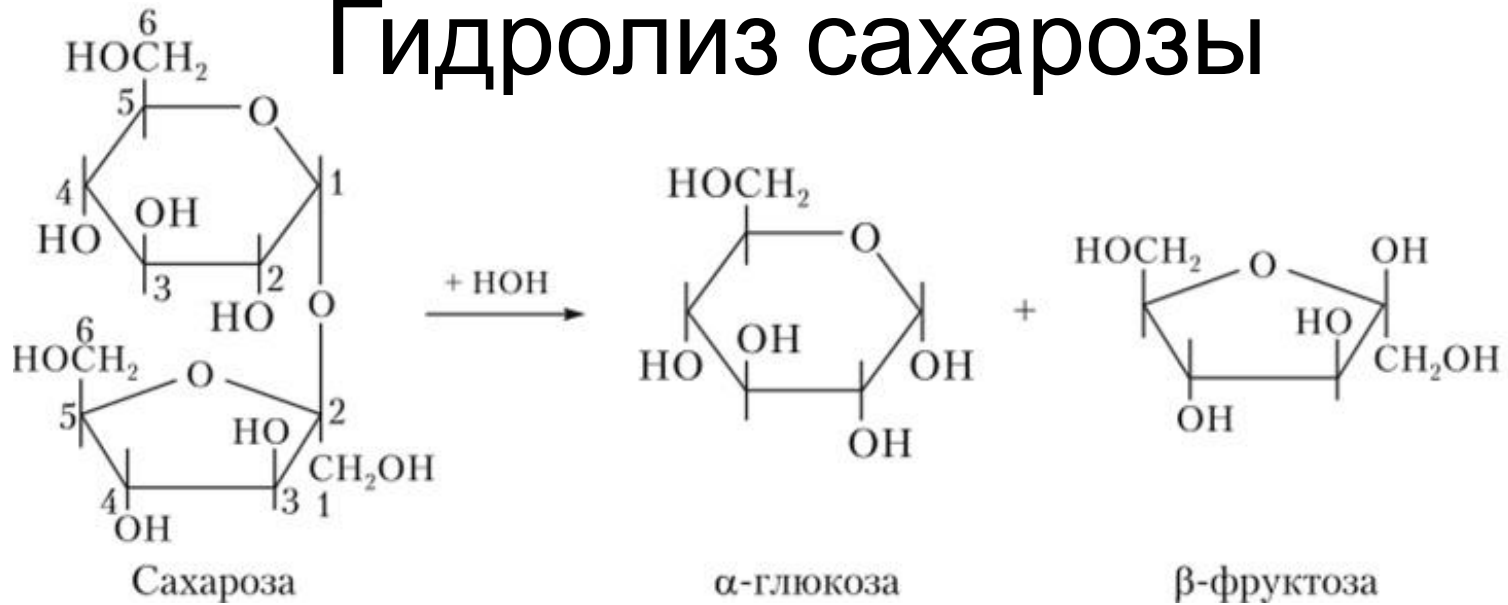 Гидролиз сахарозы
6
HOCH₂
5 O
4 1
OH
HO
3 2
HO O
+ HOH
6
HOCH₂
O
5 2
HO
CH₂OH
4 3 1
OH
Сахароза
HOCH₂
O
OH
HO OH
OH
α-глюкоза
+
HOCH₂ O OH
HO
CH₂OH
OH
β-фруктоза